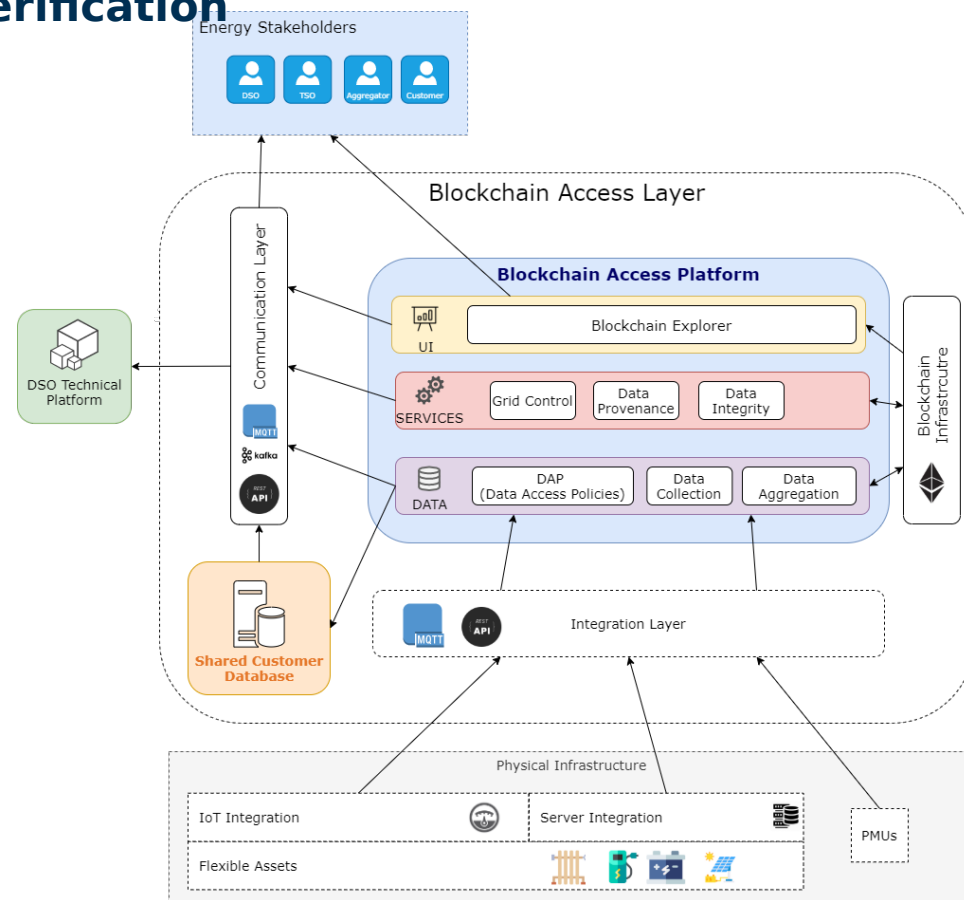 erification
Energy Stakeholders
DSO
TSO
Aggregator
Customer
Blockchain Access Layer
Communication Layer
MQTT
kafka
REST
API
Blockchain Access Platform
UI
Blockchain Explorer
SERVICES
Grid Control
Data
Provenance
Data
Integrity
DATA
DAP
(Data Access Policies)
Data
Collection
Data
Aggregation
Blockchain
Infrastrcutre
DSO Technical
Platform
Shared Customer
Database
MQTT
REST
API
Integration Layer
Physical Infrastructure
IoT Integration
Server Integration
Flexible Assets
PMUs